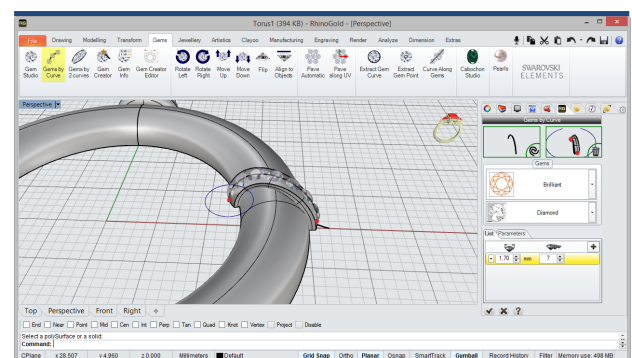 Torus1 (394 KB) - RhinoGold - [Perspective]
File Drawing Modelling Transform Gems Jewellery Artistics Clayoo Manufacturing Engraving Render Analyze Dimension Extras
Gem Studio
Gems by Curve
Gems by 2 curves
Gem Creator
Gem Info
Gem Creator Editor
Rotate Left
Rotate Right
Move Up
Move Down
Flip
Align to Objects
Pave Automatic
Pave along UV
Extract Gem Curve
Extract Gem Point
Curve Along Gems
Cabochon Studio
Pearls
SWAROVSKI
ELEMENTS
Perspective
Gems by Curve
Gems
Brilliant
Diamond
List Parameters
1,70 mm 7
Top Perspective Front Right
End Near Point Mid Cen Int Perp Tan Quad Knot Vertex Project Disable
Select a polySurface or a solid:
Command:
CPlane x 28.507 y 4.960 z 0.000 Millimeters Default Grid Snap Ortho Planar Osnap SmartTrack Gumball Record History Filter Memory use: 498 MB